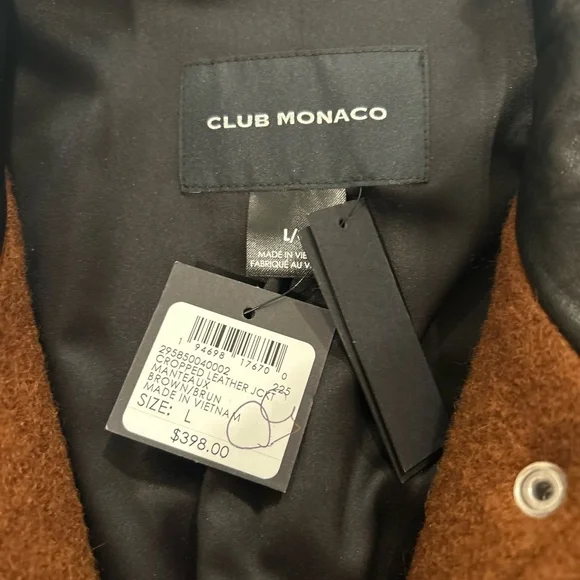 CLUB MONACO
L/
MADE IN VIE
FABRIQUÉ AU V
1 94698 17670 0
295B50040002 225
CROPPED LEATHER JCKT
MANTEAUX
BROWN/BRUN
MADE IN VIETNAM
SIZE: L
$398.00